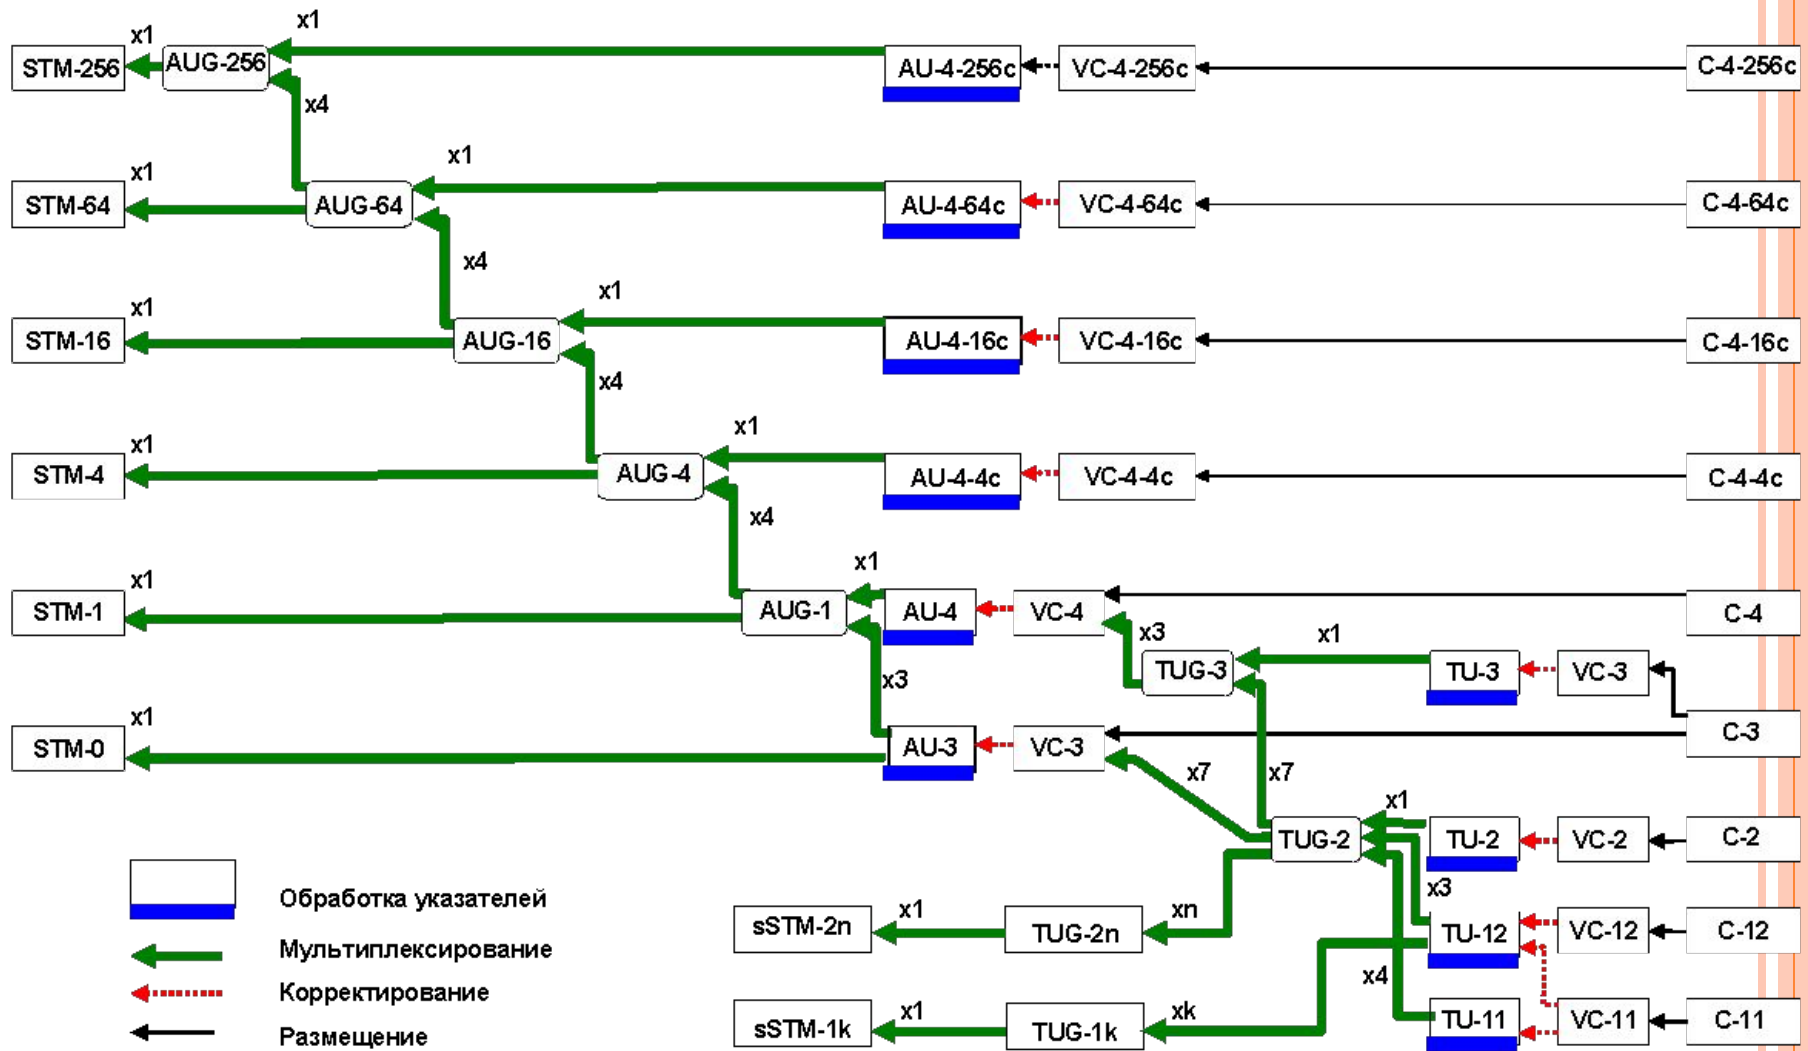 x1
x1
STM-256
AUG-256
AU-4-256c
VC-4-256c
C-4-256c
x4
x1
x1
STM-64
AUG-64
AU-4-64c
VC-4-64c
C-4-64c
x4
x1
x1
STM-16
AUG-16
AU-4-16c
VC-4-16c
C-4-16c
x4
x1
x1
STM-4
AUG-4
AU-4-4c
VC-4-4c
C-4-4c
x4
x1
x1
STM-1
AUG-1
AU-4
VC-4
C-4
x3
x1
TUG-3
TU-3
VC-3
x3
x1
STM-0
AU-3
VC-3
C-3
x7
x7
x1
TUG-2
TU-2
VC-2
C-2
x3
Обработка указателей
x1
xn
sSTM-2n
TUG-2n
TU-12
VC-12
C-12
Мультиплексирование
x4
Корректирование
x1
xk
sSTM-1k
TUG-1k
TU-11
VC-11
C-11
Размещение